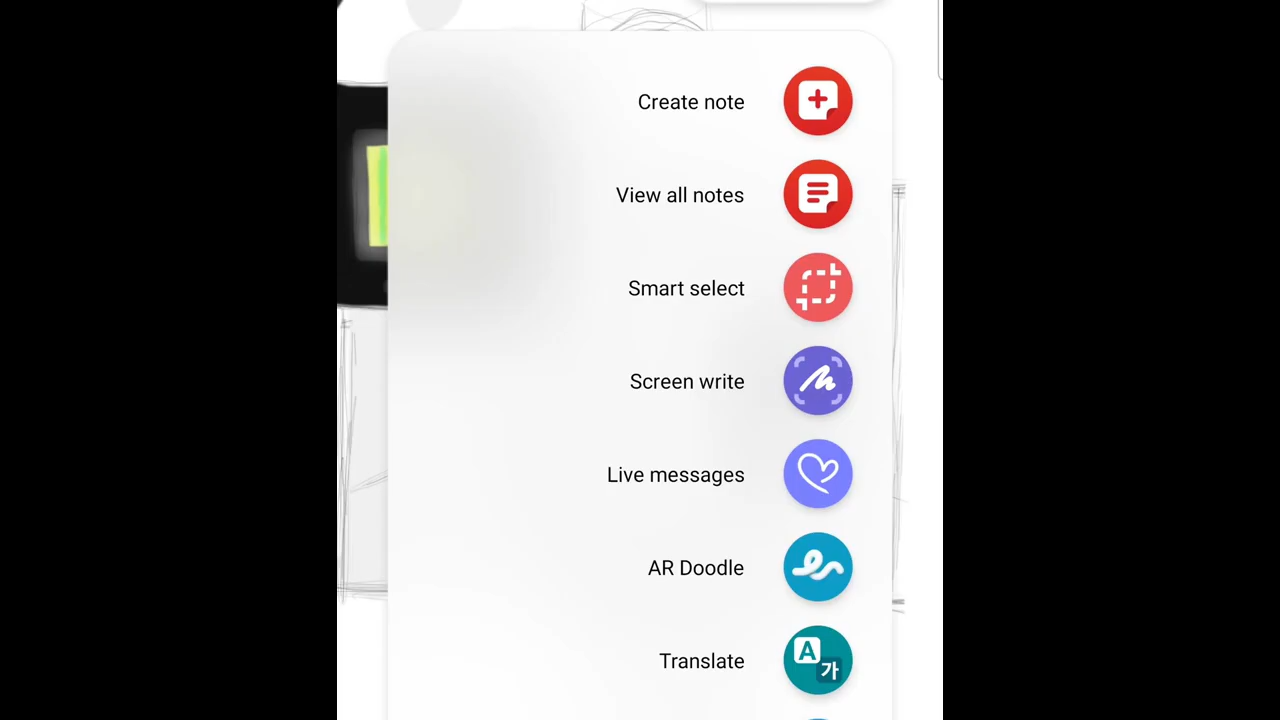 Create note
View all notes
Smart select
Screen write
Live messages
AR Doodle
Translate
A
가